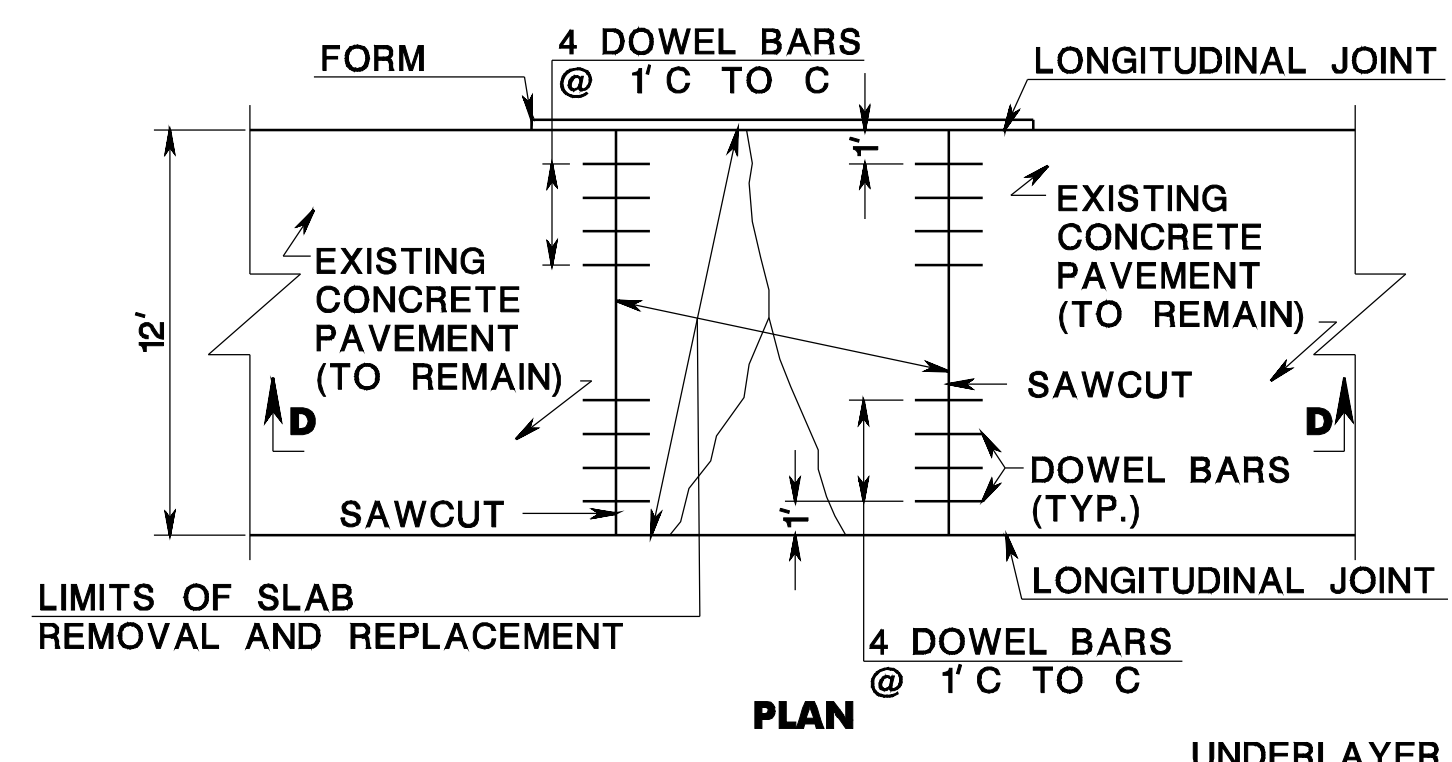 FORM
4 DOWEL BARS
@ 1' C TO C
LONGITUDINAL JOINT
1'
EXISTING
CONCRETE
PAVEMENT
(TO REMAIN)
EXISTING
CONCRETE
PAVEMENT
(TO REMAIN)
12'
SAWCUT
D
D
DOWEL BARS
(TYP.)
SAWCUT
1'
LONGITUDINAL JOINT
LIMITS OF SLAB
REMOVAL AND REPLACEMENT
4 DOWEL BARS
@ 1' C TO C
PLAN
UNDERLAYER